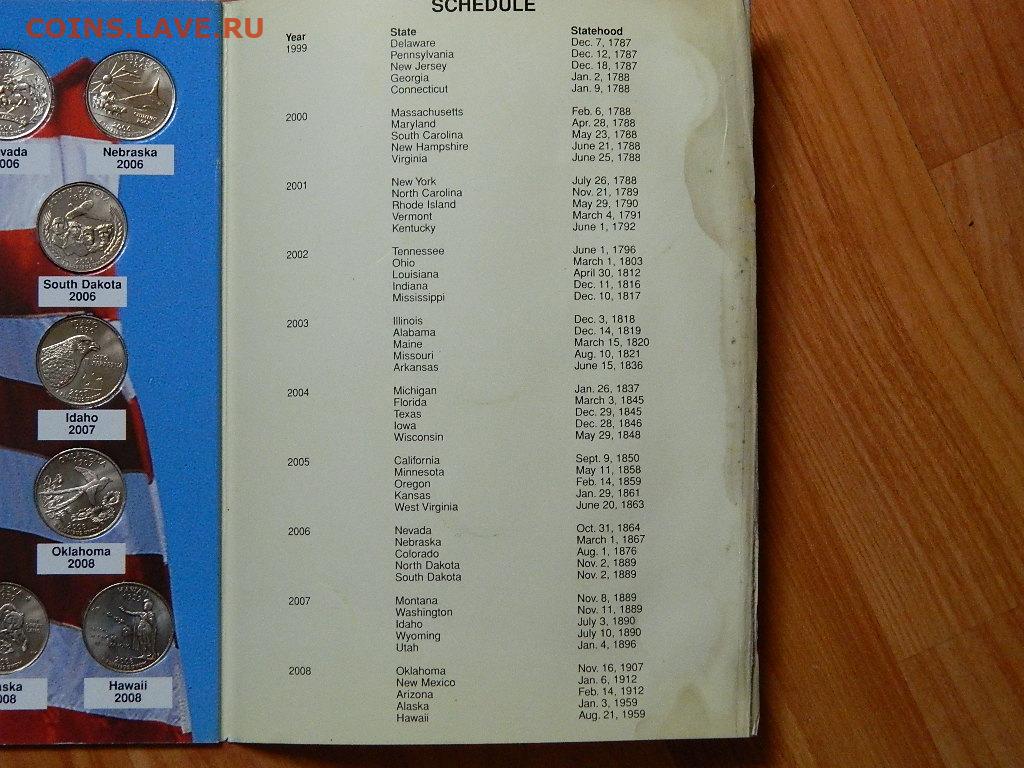 COINS.LAVE.RU
SCHEDULE
Year State Statehood
1999 Delaware Dec. 7, 1787
Pennsylvania Dec. 12, 1787
New Jersey Dec. 18, 1787
Georgia Jan. 2, 1788
Connecticut Jan. 9, 1788
2000 Massachusetts Feb. 6, 1788
Maryland Apr. 28, 1788
South Carolina May 23, 1788
New Hampshire June 21, 1788
Virginia June 25, 1788
2001 New York July 26, 1788
North Carolina Nov. 21, 1789
Rhode Island May 29, 1790
Vermont March 4, 1791
Kentucky June 1, 1792
2002 Tennessee June 1, 1796
Ohio March 1, 1803
Louisiana April 30, 1812
Indiana Dec. 11, 1816
Mississippi Dec. 10, 1817
2003 Illinois Dec. 3, 1818
Alabama Dec. 14, 1819
Maine March 15, 1820
Missouri Aug. 10, 1821
Arkansas June 15, 1836
2004 Michigan Jan. 26, 1837
Florida March 3, 1845
Texas Dec. 29, 1845
Iowa Dec. 28, 1846
Wisconsin May 29, 1848
2005 California Sept. 9, 1850
Minnesota May 11, 1858
Oregon Feb. 14, 1859
Kansas Jan. 29, 1861
West Virginia June 20, 1863
2006 Nevada Oct. 31, 1864
Nebraska March 1, 1867
Colorado Aug. 1, 1876
North Dakota Nov. 2, 1889
South Dakota Nov. 2, 1889
2007 Montana Nov. 8, 1889
Washington Nov. 11, 1889
Idaho July 3, 1890
Wyoming July 10, 1890
Utah Jan. 4, 1896
2008 Oklahoma Nov. 16, 1907
New Mexico Jan. 6, 1912
Arizona Feb. 14, 1912
Alaska Jan. 3, 1959
Hawaii Aug. 21, 1959
vada
006
Nebraska
2006
South Dakota
2006
Idaho
2007
Oklahoma
2008
ska
008
Hawaii
2008